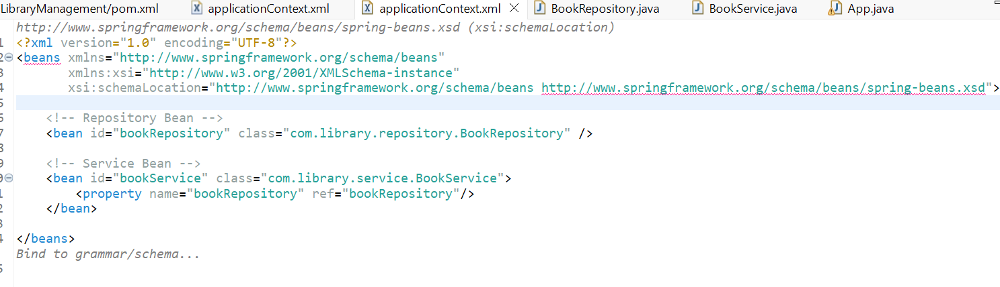 LibraryManagement/pom.xml applicationContext.xml applicationContext.xml BookRepository.java BookService.java App.java
http://www.springframework.org/schema/beans/spring-beans.xsd (xsi:schemaLocation)
1 <?xml version="1.0" encoding="UTF-8"?>
2 <beans xmlns="http://www.springframework.org/schema/beans"
3 xmlns:xsi="http://www.w3.org/2001/XMLSchema-instance"
4 xsi:schemaLocation="http://www.springframework.org/schema/beans http://www.springframework.org/schema/beans/spring-beans.xsd">
5
6 <!-- Repository Bean -->
7 <bean id="bookRepository" class="com.library.repository.BookRepository" />
8
9 <!-- Service Bean -->
0 <bean id="bookService" class="com.library.service.BookService">
1 <property name="bookRepository" ref="bookRepository"/>
2 </bean>
3
4 </beans>
Bind to grammar/schema...
5